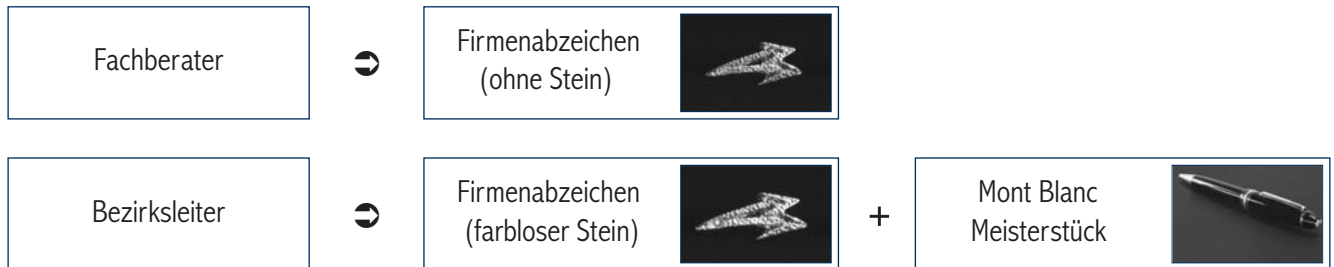 Fachberater
➲
Firmenabzeichen
(ohne Stein)
Bezirksleiter
➲
Firmenabzeichen
(farbloser Stein)
+
Mont Blanc
Meisterstück